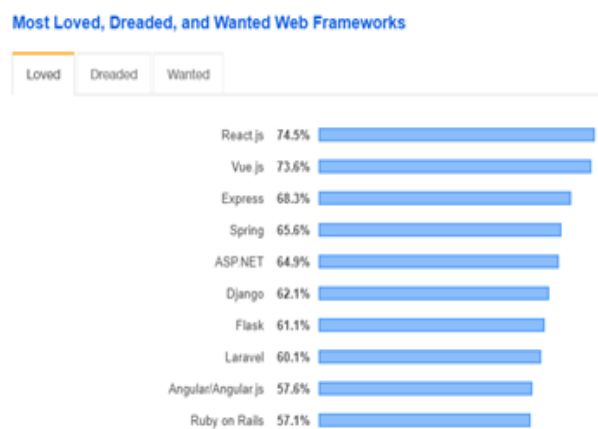 Most Loved, Dreaded, and Wanted Web Frameworks
Loved Dreaded Wanted
React.js 74.5%
Vue.js 73.6%
Express 68.3%
Spring 65.6%
ASP.NET 64.9%
Django 62.1%
Flask 61.1%
Laravel 60.1%
Angular/Angular.js 57.6%
Ruby on Rails 57.1%